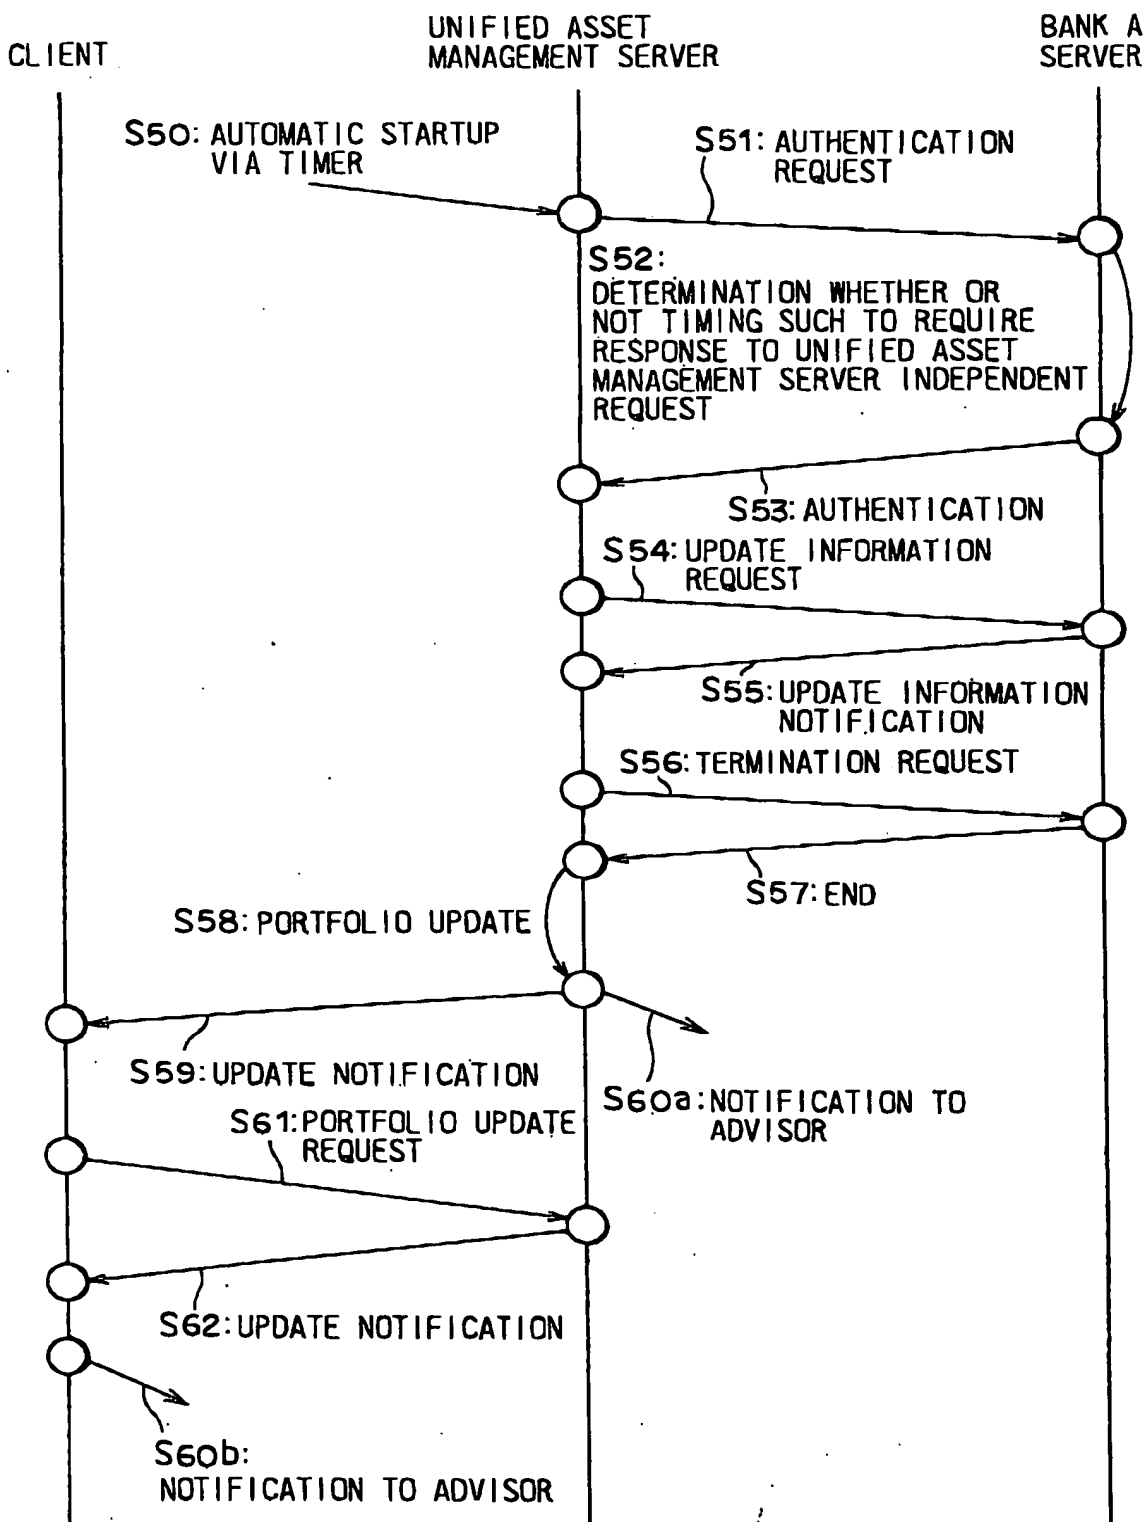 CLIENT
UNIFIED ASSET
MANAGEMENT SERVER
BANK A
SERVER
S50: AUTOMATIC STARTUP
VIA TIMER
S51: AUTHENTICATION
REQUEST
S52:
DETERMINATION WHETHER OR
NOT TIMING SUCH TO REQUIRE
RESPONSE TO UNIFIED ASSET
MANAGEMENT SERVER INDEPENDENT
REQUEST
S53: AUTHENTICATION
S54: UPDATE INFORMATION
REQUEST
S55: UPDATE INFORMATION
NOTIFICATION
S56: TERMINATION REQUEST
S57: END
S58: PORTFOLIO UPDATE
S59: UPDATE NOTIFICATION
S60a: NOTIFICATION TO
ADVISOR
S61: PORTFOLIO UPDATE
REQUEST
S62: UPDATE NOTIFICATION
S60b:
NOTIFICATION TO ADVISOR